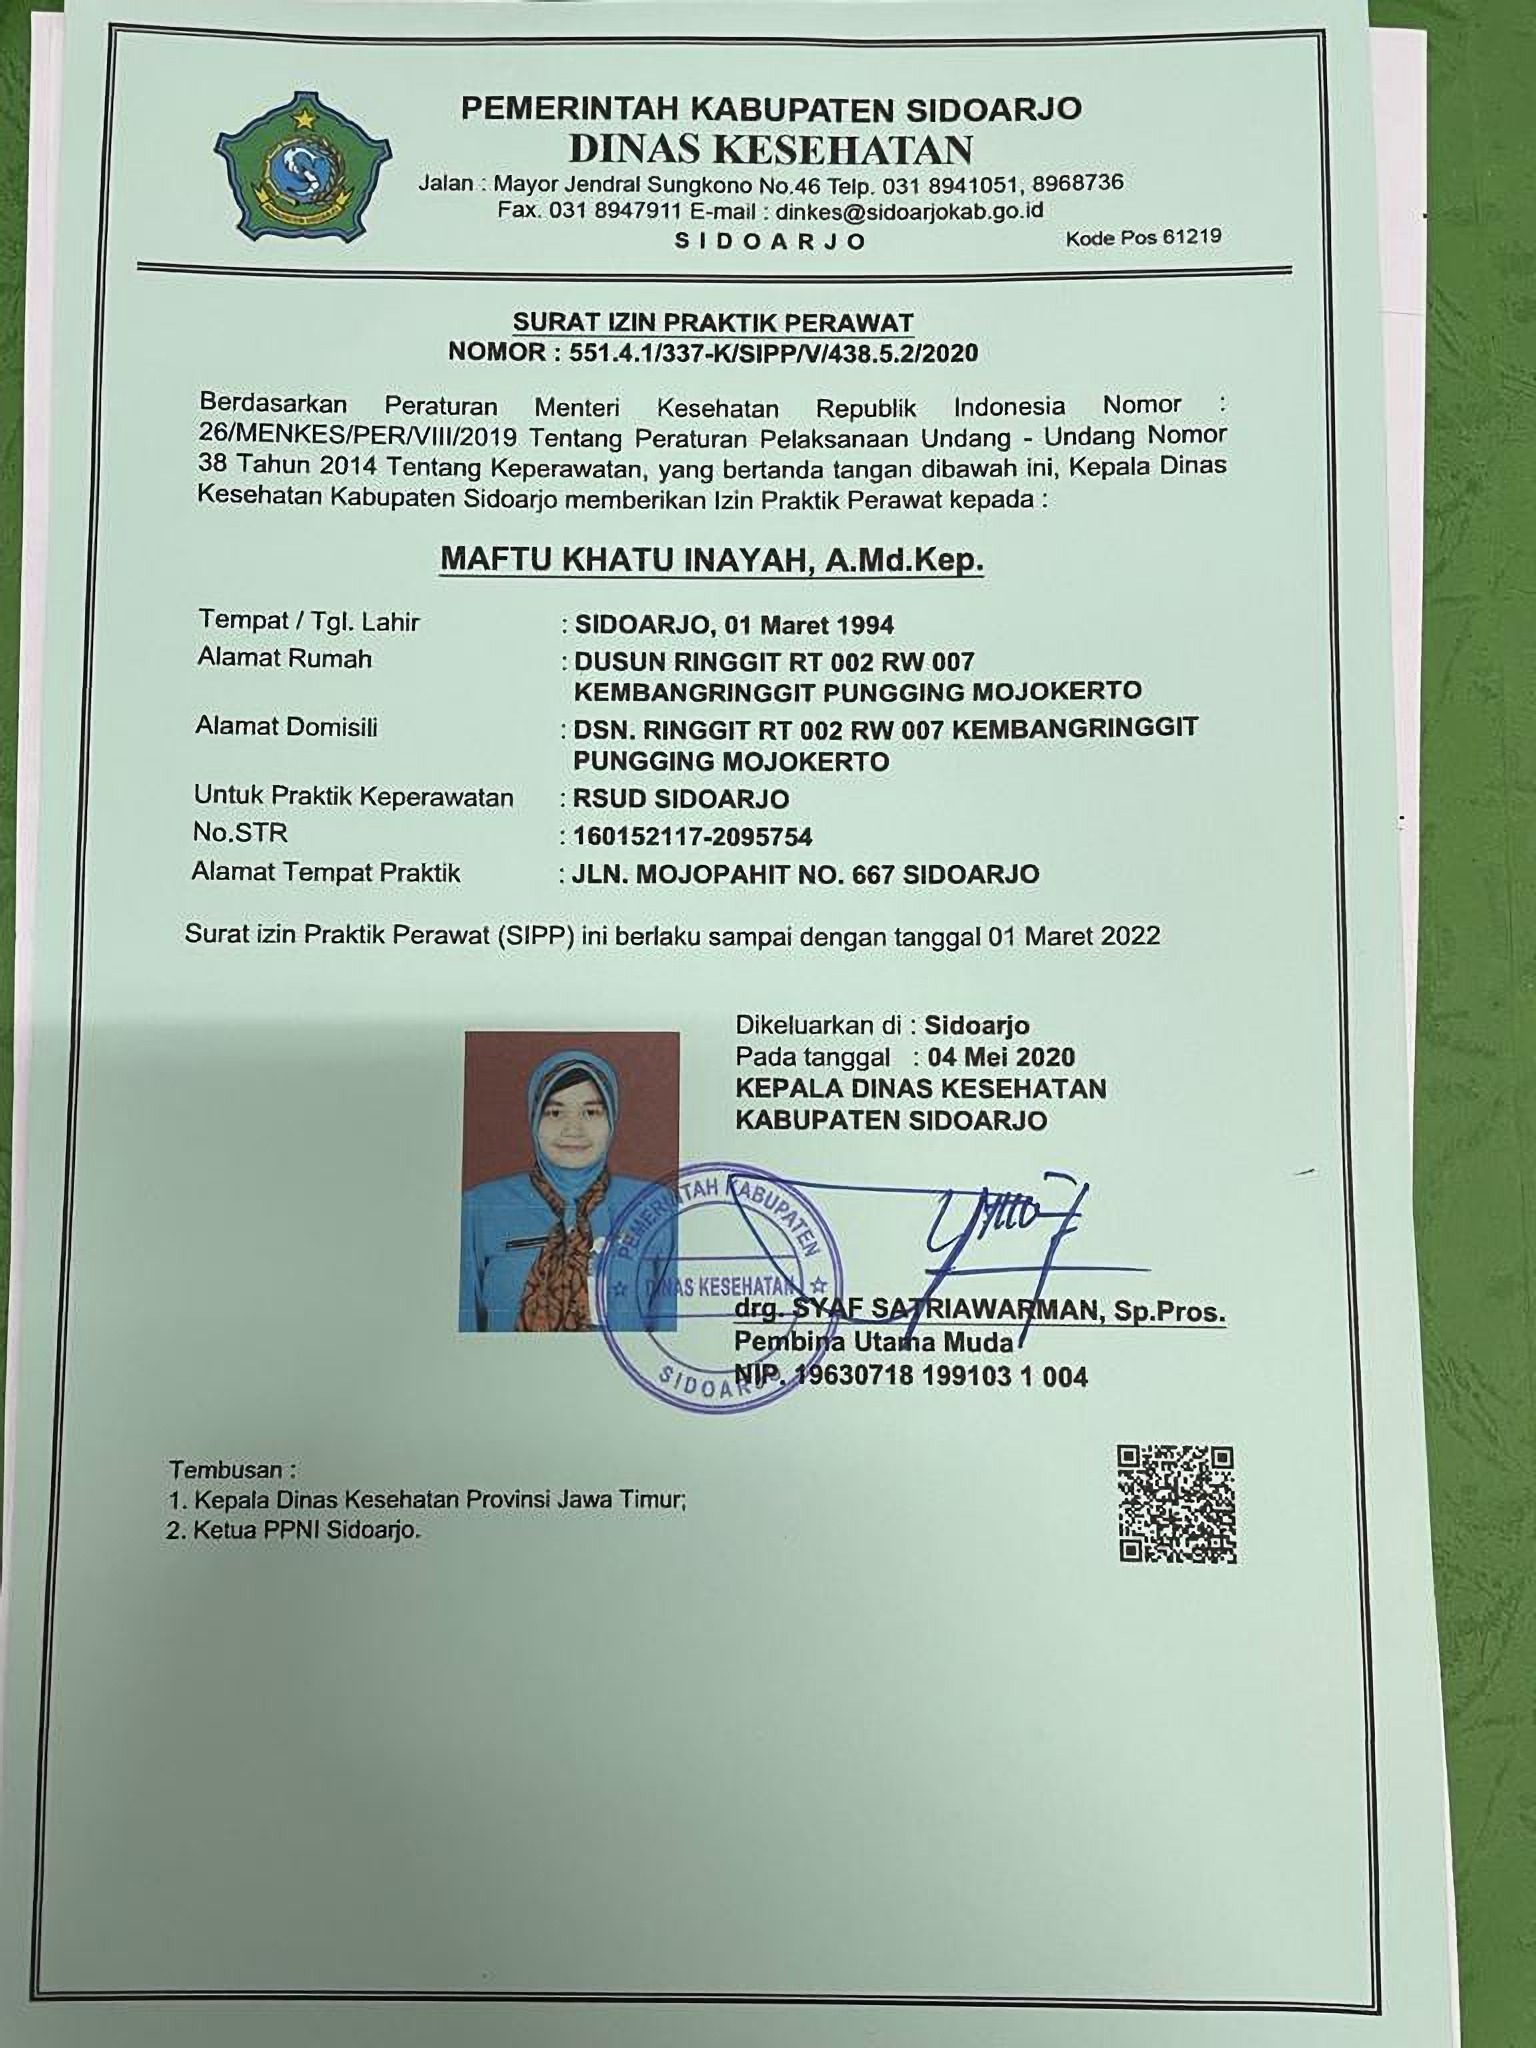 PEMERINTAH KABUPATEN SIDOARJO
DINAS KESEHATAN
Jalan : Mayor Jendral Sungkono No.46 Telp. 031 8941051, 8968736
Fax. 031 8947911 E-mail : dinkes@sidoarjokab.go.id
S I D O A R J O
Kode Pos 61219
SURAT IZIN PRAKTIK PERAWAT
NOMOR : 551.4.1/337-K/SIPP/V/438.5.2/2020
Berdasarkan Peraturan Menteri Kesehatan Republik Indonesia Nomor :
26/MENKES/PER/VIII/2019 Tentang Peraturan Pelaksanaan Undang - Undang Nomor
38 Tahun 2014 Tentang Keperawatan, yang bertanda tangan dibawah ini, Kepala Dinas
Kesehatan Kabupaten Sidoarjo memberikan Izin Praktik Perawat kepada :
MAFTU KHATU INAYAH, A.Md.Kep.
Tempat / Tgl. Lahir : SIDOARJO, 01 Maret 1994
Alamat Rumah : DUSUN RINGGIT RT 002 RW 007
KEMBANGRINGGIT PUNGGING MOJOKERTO
Alamat Domisili : DSN. RINGGIT RT 002 RW 007 KEMBANGRINGGIT
PUNGGING MOJOKERTO
Untuk Praktik Keperawatan : RSUD SIDOARJO
No.STR : 160152117-2095754
Alamat Tempat Praktik : JLN. MOJOPAHIT NO. 667 SIDOARJO
Surat izin Praktik Perawat (SIPP) ini berlaku sampai dengan tanggal 01 Maret 2022
Dikeluarkan di : Sidoarjo
Pada tanggal : 04 Mei 2020
KEPALA DINAS KESEHATAN
KABUPATEN SIDOARJO
PEMERINTAH KABUPATEN
DINAS KESEHATAN
SIDOARJO
drg. SYAF SATRIAWARMAN, Sp.Pros.
Pembina Utama Muda
NIP. 19630718 199103 1 004
Tembusan :
1. Kepala Dinas Kesehatan Provinsi Jawa Timur;
2. Ketua PPNI Sidoarjo.